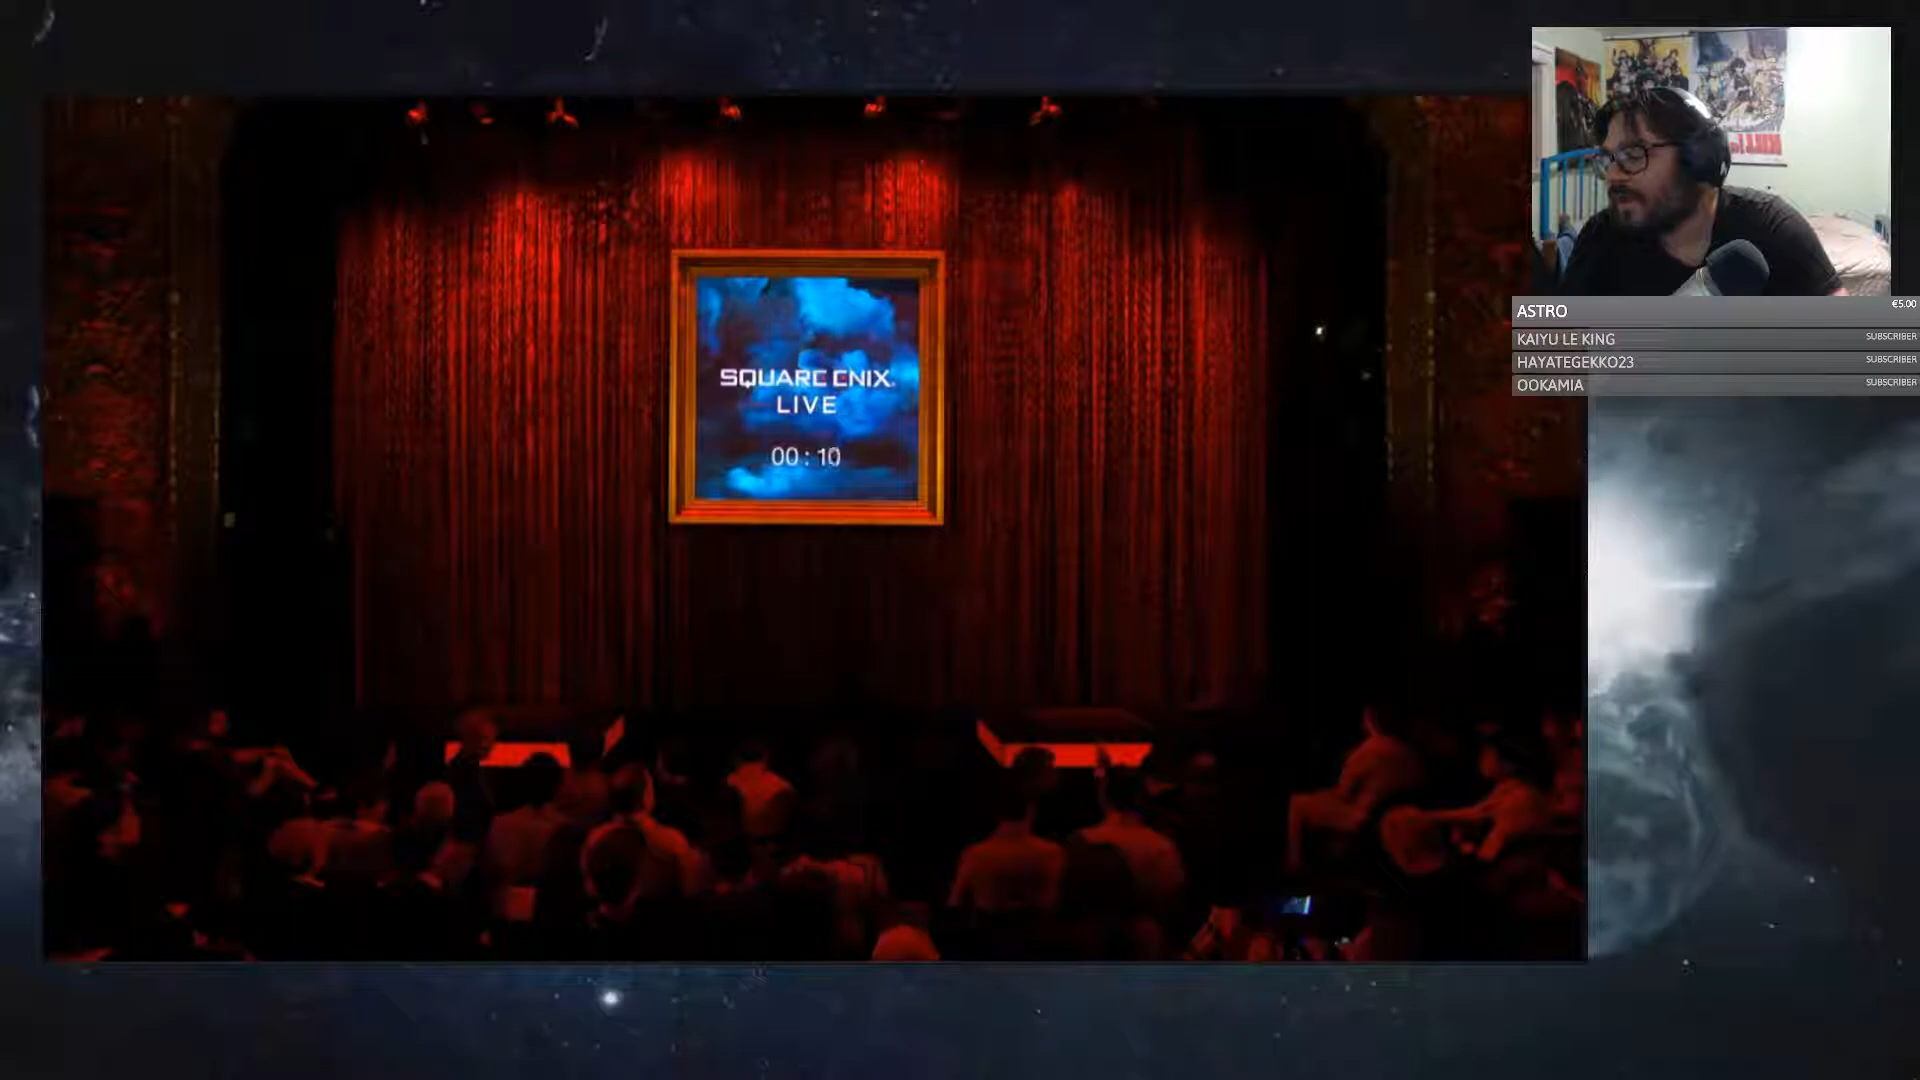 SQUARE ENIX
LIVE
00:10
ASTRO €5.00
KAIYU LE KING SUBSCRIBER
HAYATEGEKKO23 SUBSCRIBER
OOKAMIA SUBSCRIBER